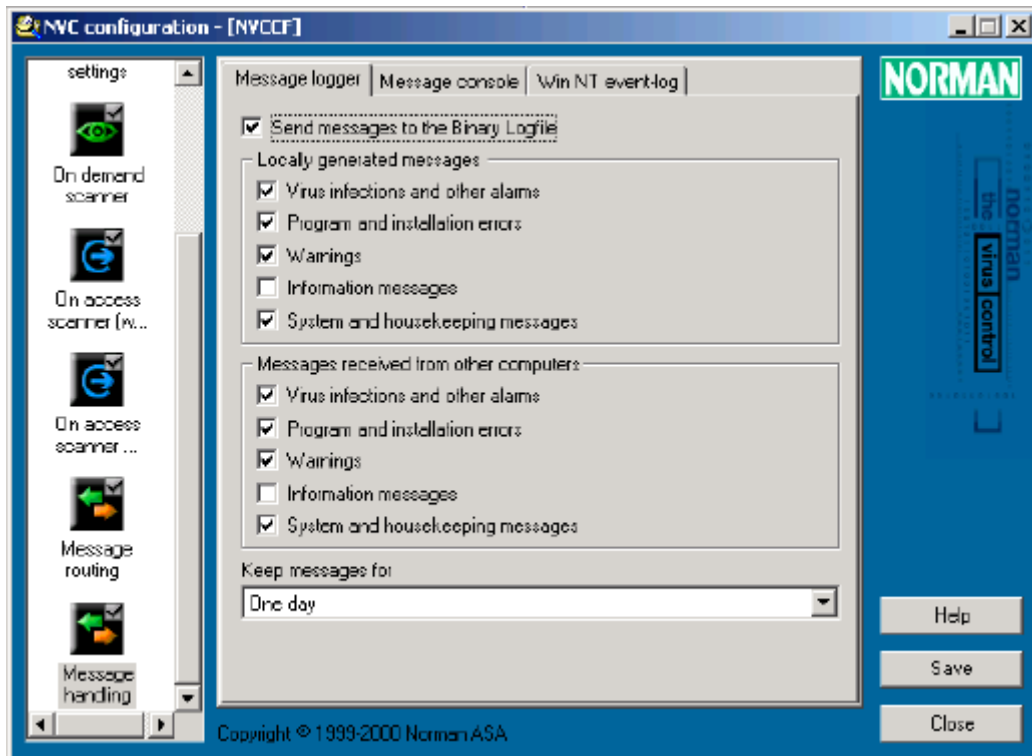 NVC configuration - [NVCCF]
settings
On demand
scanner
On access
scanner (w...
On access
scanner ...
Message
routing
Message
handling
Message logger
Message console
Win NT event-log
Send messages to the Binary Logfile
Locally generated messages
Virus infections and other alarms
Program and installation errors
Warnings
Information messages
System and housekeeping messages
Messages received from other computers
Virus infections and other alarms
Program and installation errors
Warnings
Information messages
System and housekeeping messages
Keep messages for
One day
Copyright © 1999-2000 Norman ASA
NORMAN
norman
the virus control
Help
Save
Close